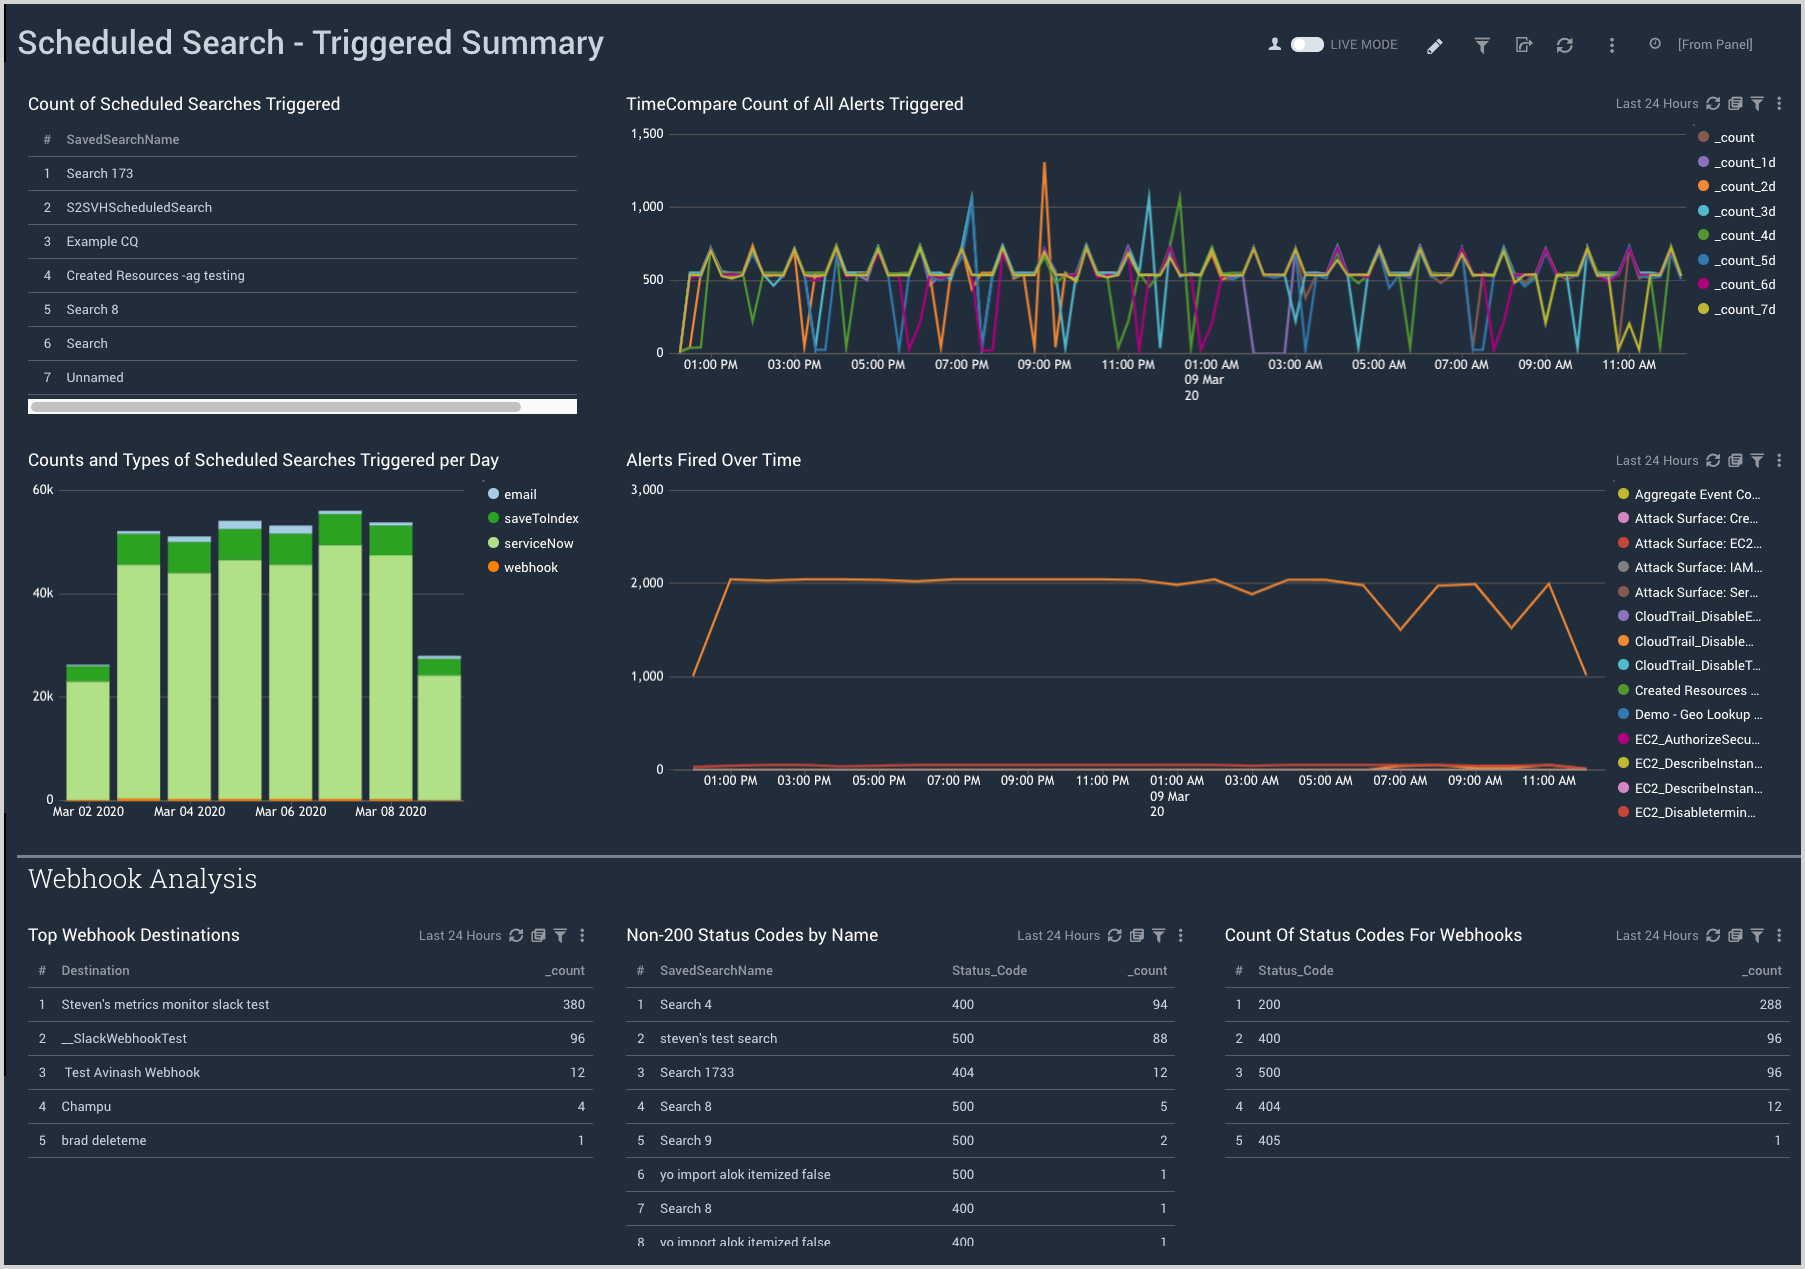 Scheduled Search - Triggered Summary
LIVE MODE
[From Panel]
Count of Scheduled Searches Triggered
# SavedSearchName
1 Search 173
2 S2SVHScheduledSearch
3 Example CQ
4 Created Resources -ag testing
5 Search 8
6 Search
7 Unnamed
TimeCompare Count of All Alerts Triggered
Last 24 Hours
1,500
1,000
500
0
01:00 PM 03:00 PM 05:00 PM 07:00 PM 09:00 PM 11:00 PM 01:00 AM 03:00 AM 05:00 AM 07:00 AM 09:00 AM 11:00 AM
09 Mar
20
_count
_count_1d
_count_2d
_count_3d
_count_4d
_count_5d
_count_6d
_count_7d
Counts and Types of Scheduled Searches Triggered per Day
60k
40k
20k
0
Mar 02 2020 Mar 04 2020 Mar 06 2020 Mar 08 2020
email
saveToIndex
serviceNow
webhook
Alerts Fired Over Time
Last 24 Hours
3,000
2,000
1,000
0
01:00 PM 03:00 PM 05:00 PM 07:00 PM 09:00 PM 11:00 PM 01:00 AM 03:00 AM 05:00 AM 07:00 AM 09:00 AM 11:00 AM
09 Mar
20
Aggregate Event Co...
Attack Surface: Cre...
Attack Surface: EC2...
Attack Surface: IAM...
Attack Surface: Ser...
CloudTrail_DisableE...
CloudTrail_Disable...
CloudTrail_DisableT...
Created Resources ...
Demo - Geo Lookup ...
EC2_AuthorizeSecu...
EC2_DescribeInstan...
EC2_DescribeInstan...
EC2_Disabletermin...
Webhook Analysis
Top Webhook Destinations
Last 24 Hours
# Destination _count
1 Steven's metrics monitor slack test 380
2 __SlackWebhookTest 96
3 Test Avinash Webhook 12
4 Champu 4
5 brad deleteme 1
Non-200 Status Codes by Name
Last 24 Hours
# SavedSearchName Status_Code _count
1 Search 4 400 94
2 steven's test search 500 88
3 Search 1733 404 12
4 Search 8 500 5
5 Search 9 500 2
6 yo import alok itemized false 500 1
7 Search 8 400 1
8 yo import alok itemized false 400 1
Count Of Status Codes For Webhooks
Last 24 Hours
# Status_Code _count
1 200 288
2 400 96
3 500 96
4 404 12
5 405 1